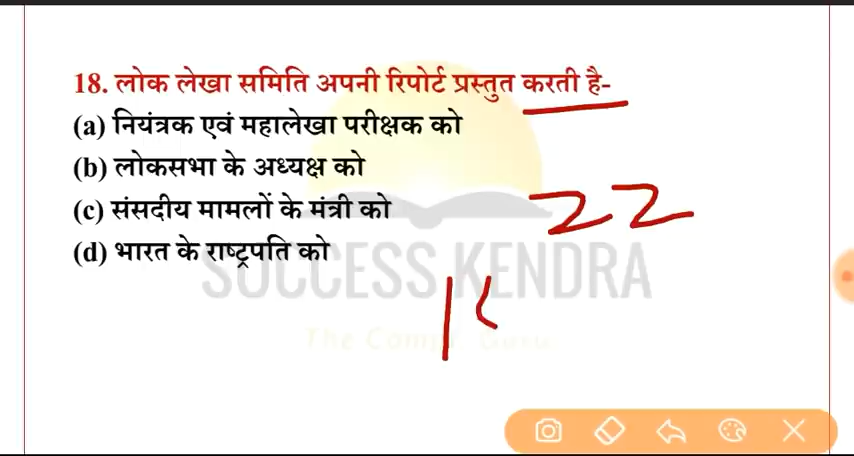 18. लोक लेखा समिति अपनी रिपोर्ट प्रस्तुत करती है-
(a) नियंत्रक एवं महालेखा परीक्षक को
(b) लोकसभा के अध्यक्ष को
(c) संसदीय मामलों के मंत्री को
22
(d) भारत के राष्ट्रपति को
SUCCESS KENDRA